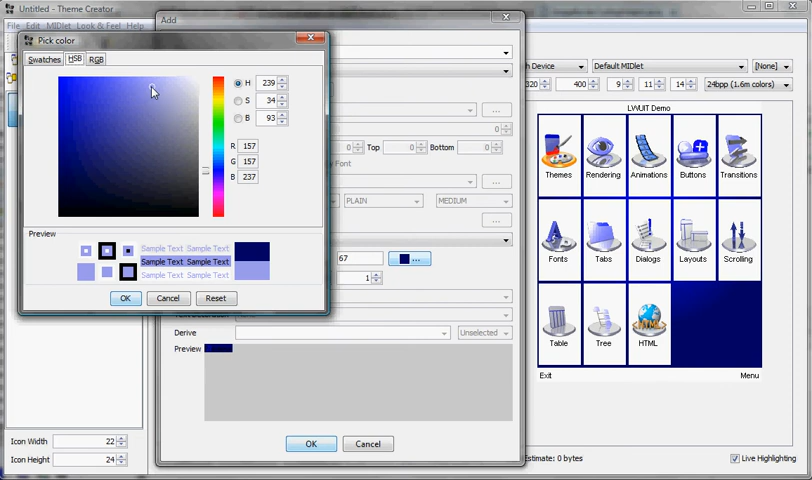 Untitled - Theme Creator
File Edit MIDlet Look & Feel
Add
Pick color
Swatches HSB RGB
H 239
S 34
B 93
R 157
G 157
B 237
Preview
Sample Text Sample Text
Sample Text Sample Text
Sample Text Sample Text
OK Cancel Reset
...
0
Top 0 Bottom 0
Font
PLAIN MEDIUM
...
67 ...
1
Derive Unselected
Preview
OK Cancel
Icon Width 22
Icon Height 24
Device Default MIDlet [None]
320 400 9 11 14 24bpp (1.6m colors)
LWUIT Demo
Themes Rendering Animations Buttons Transitions
Fonts Tabs Dialogs Layouts Scrolling
Table Tree HTML
Exit Menu
Estimate: 0 bytes Live Highlighting